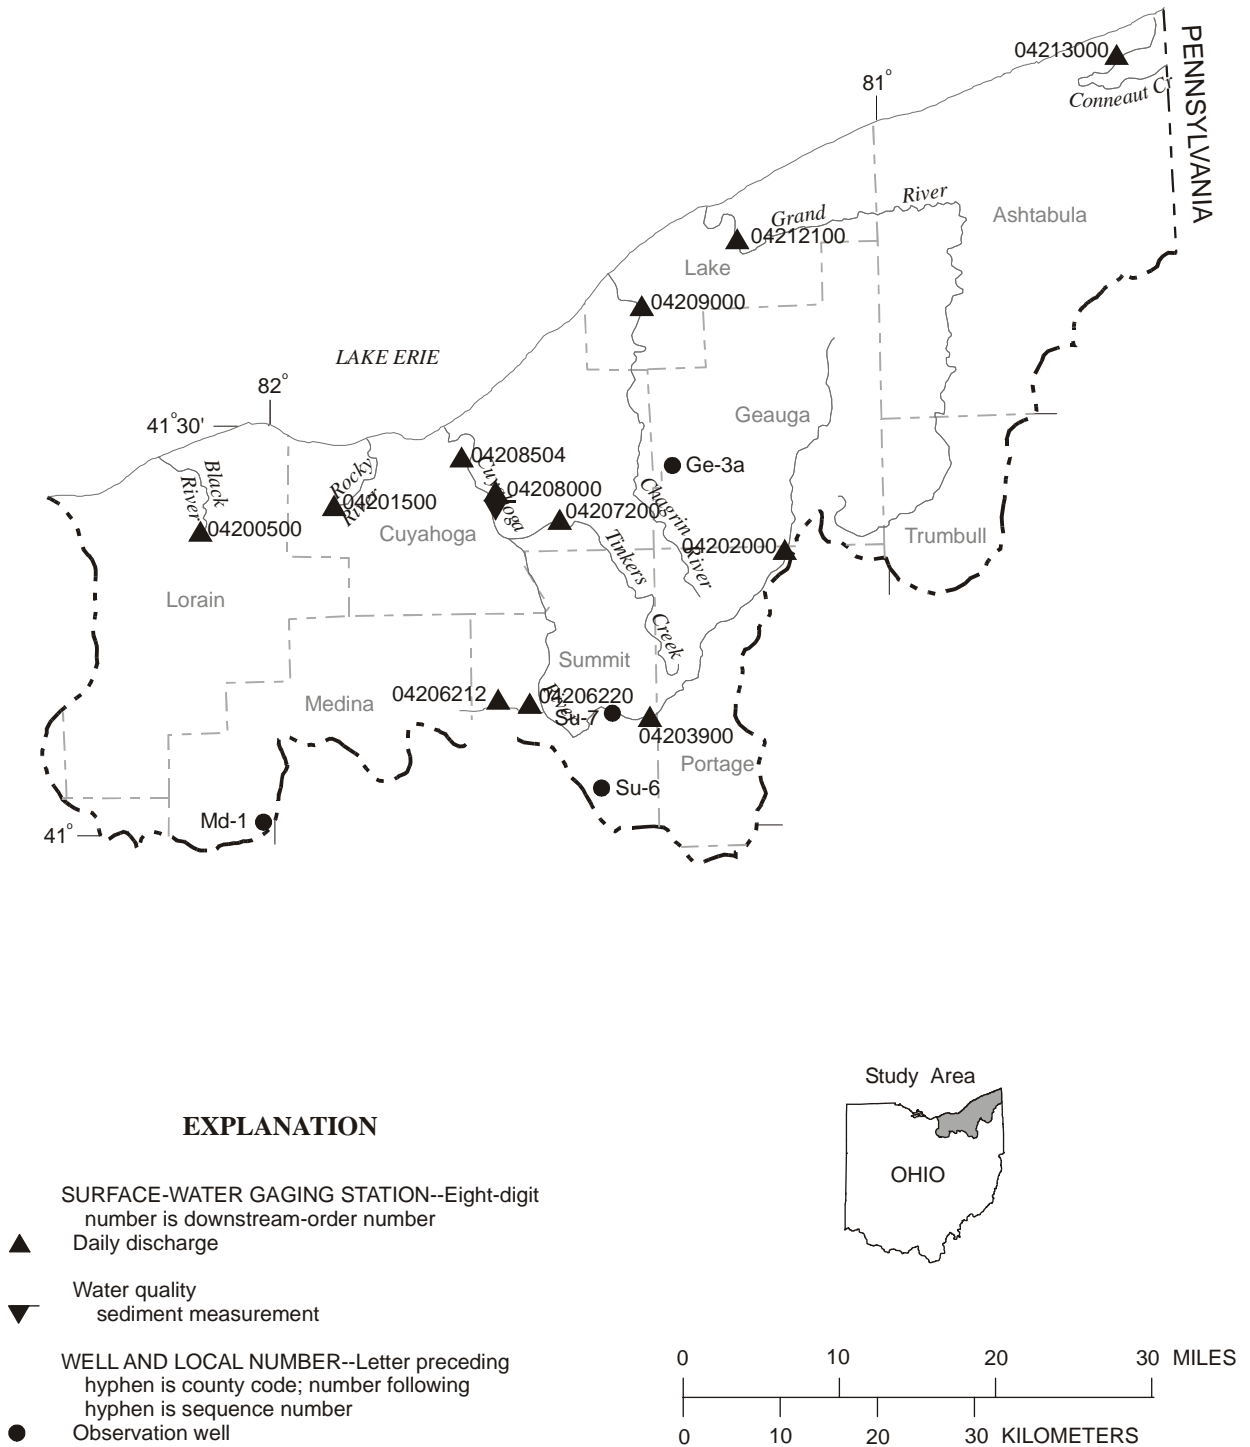 PENNSYLVANIA
04213000
81°
Conneaut Cr
Grand
River
Ashtabula
04212100
Lake
04209000
LAKE ERIE
82°
41°30'
Geauga
04208504
Ge-3a
Black
River
Rocky
River
Cuyahoga
04208000
04201500
04207200
Chagrin
River
04200500
Cuyahoga
Tinkers
Creek
04202000
Trumbull
Lorain
Summit
04206212
04206220
River
Medina
Su-7
04203900
Portage
Su-6
Md-1
41°
Study Area
OHIO
EXPLANATION
SURFACE-WATER GAGING STATION--Eight-digit
number is downstream-order number
Daily discharge
Water quality
sediment measurement
WELL AND LOCAL NUMBER--Letter preceding
hyphen is county code; number following
hyphen is sequence number
Observation well
0 10 20 30 MILES
0 10 20 30 KILOMETERS